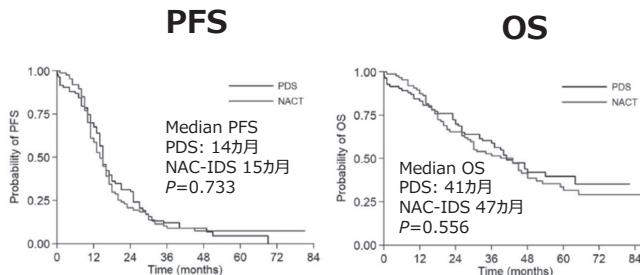 PFS
OS
1.00
0.75
0.50
0.25
0.00
Probability of PFS
PDS
NACT
Median PFS
PDS: 14カ月
NAC-IDS 15カ月
P=0.733
0 12 24 36 48 60 72 84
Time (months)
1.00
0.75
0.50
0.25
0.00
Probability of OS
PDS
NACT
Median OS
PDS: 41カ月
NAC-IDS 47カ月
P=0.556
0 12 24 36 48 60 72 84
Time (months)